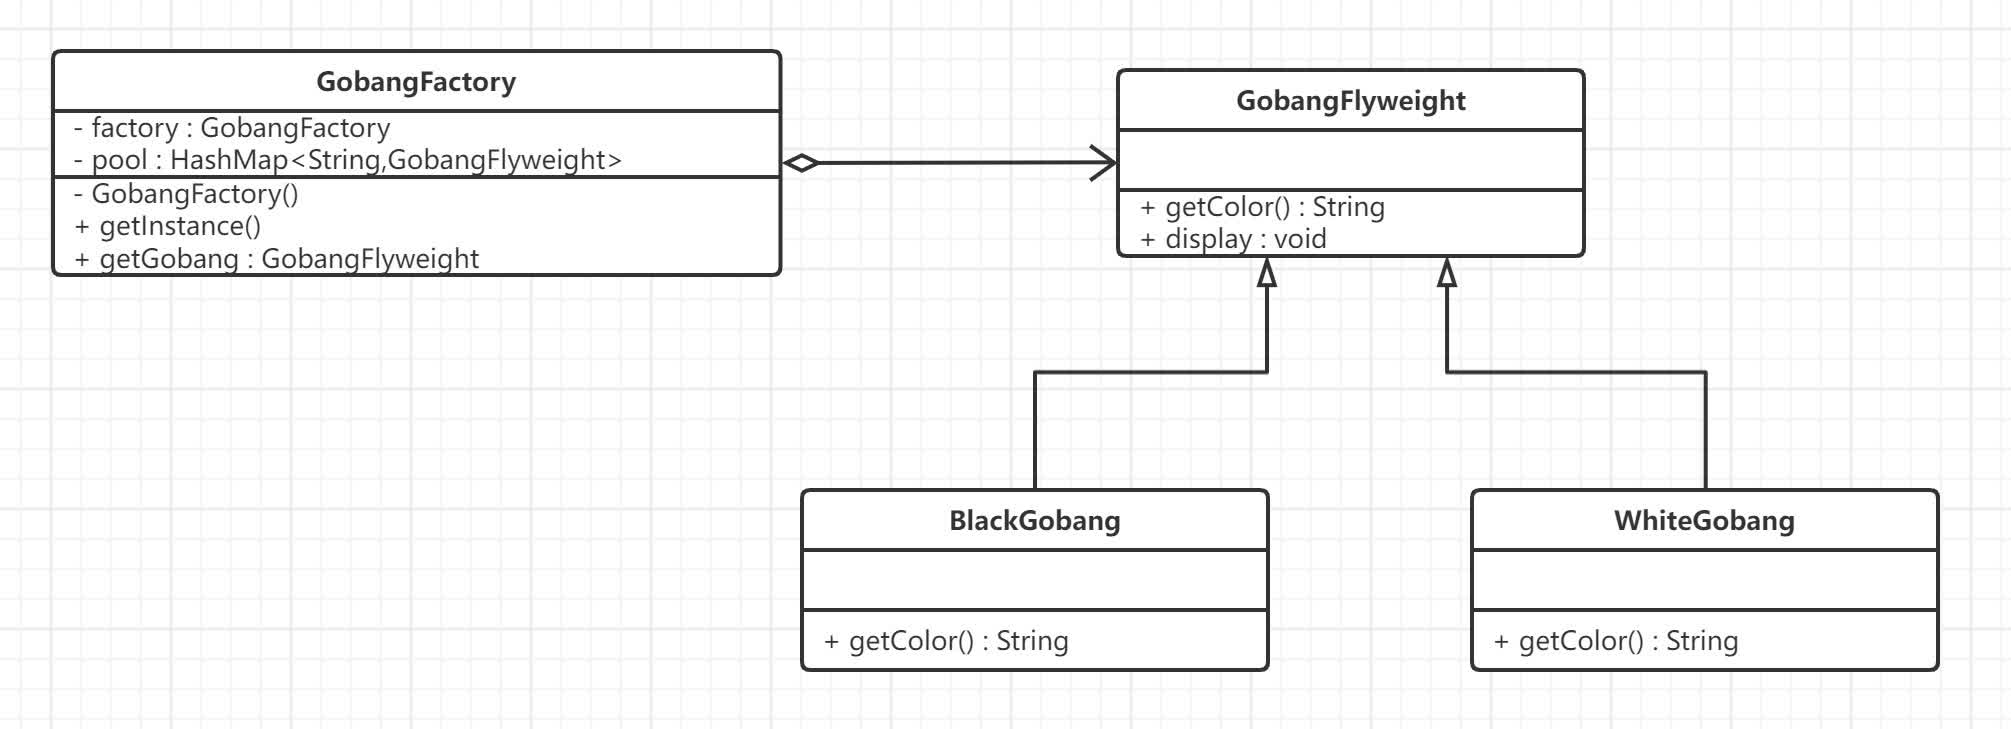 GobangFactory
- factory : GobangFactory
- pool : HashMap<String,GobangFlyweight>
- GobangFactory()
+ getInstance()
+ getGobang : GobangFlyweight
GobangFlyweight
+ getColor() : String
+ display : void
BlackGobang
+ getColor() : String
WhiteGobang
+ getColor() : String